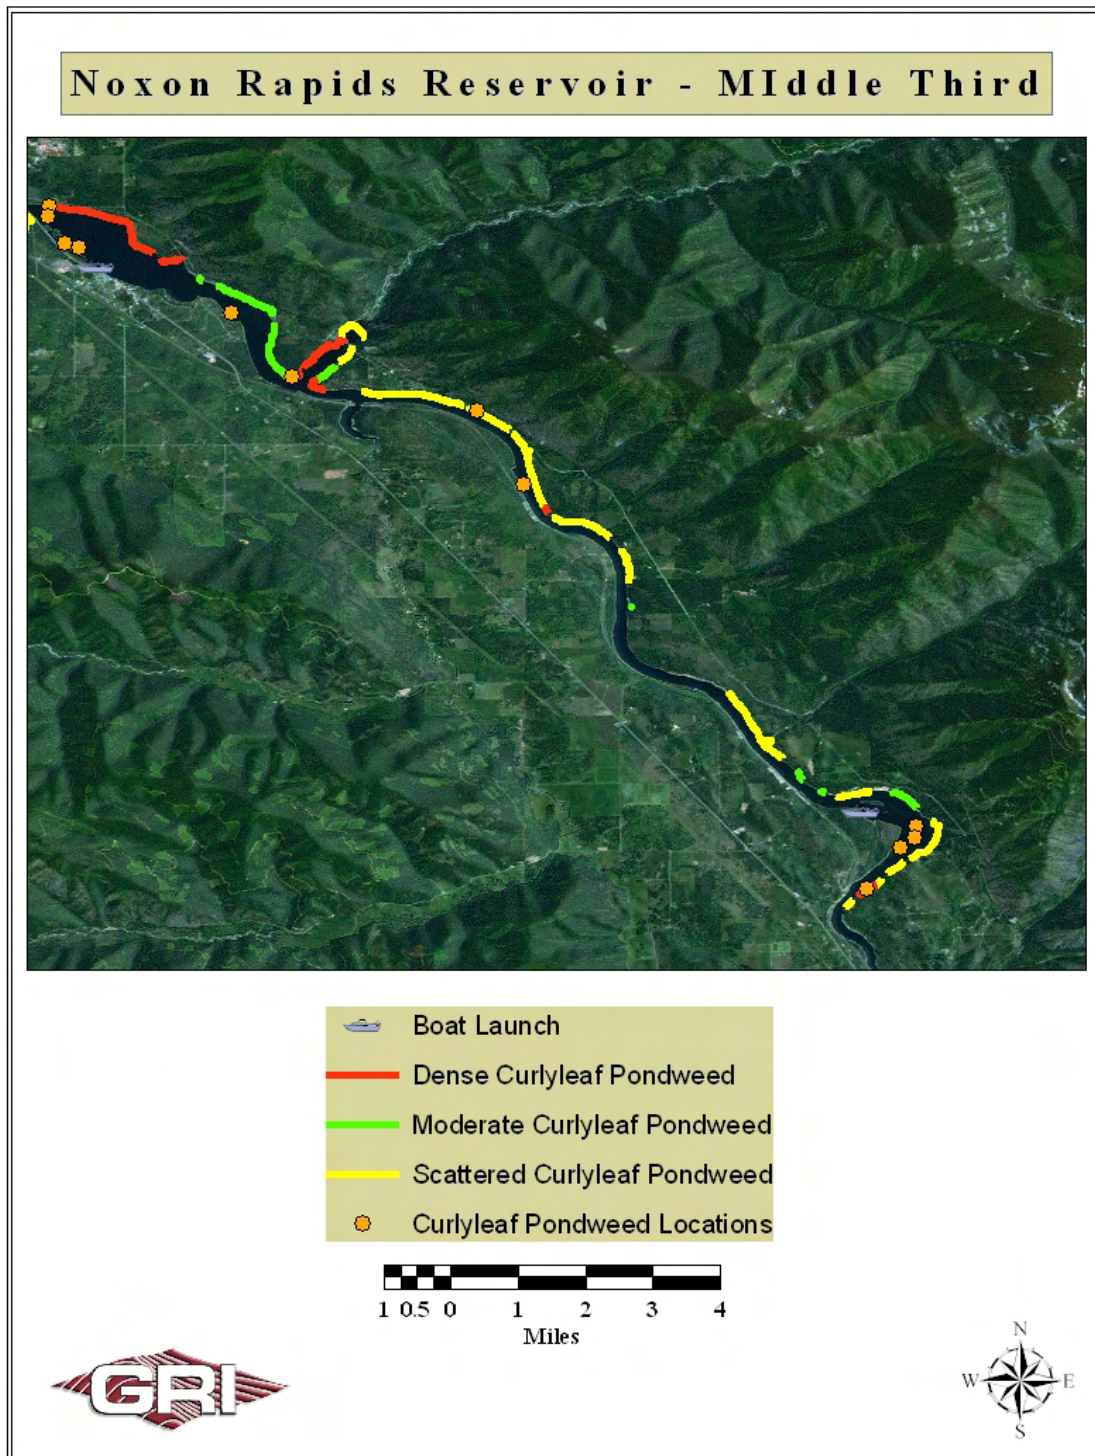 Noxon Rapids Reservoir - MIddle Third
Boat Launch
Dense Curlyleaf Pondweed
Moderate Curlyleaf Pondweed
Scattered Curlyleaf Pondweed
Curlyleaf Pondweed Locations
1 0.5 0 1 2 3 4
Miles
GRI
N
W E
S